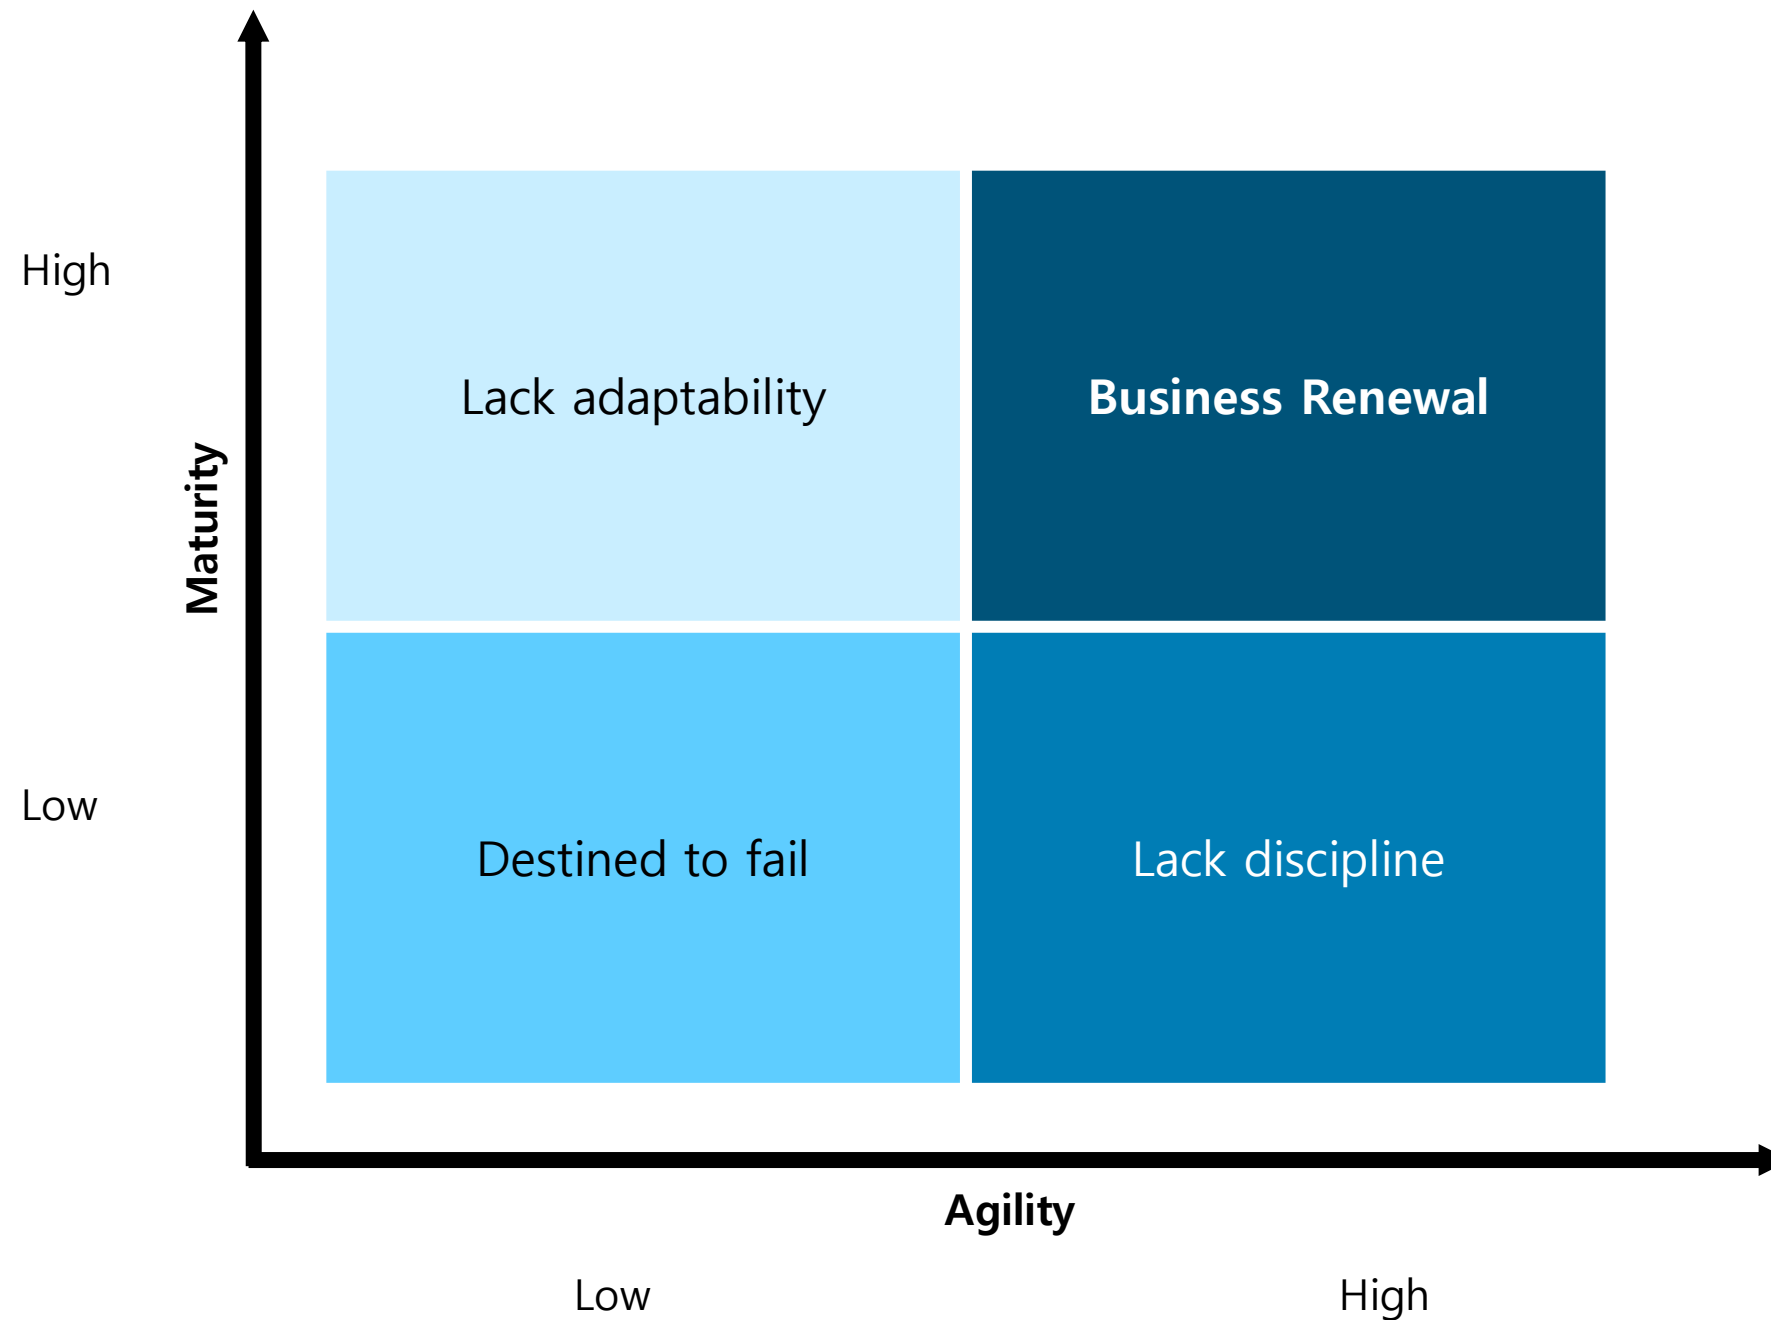 High
Lack adaptability
Business Renewal
Maturity
Low
Destined to fail
Lack discipline
Agility
Low
High